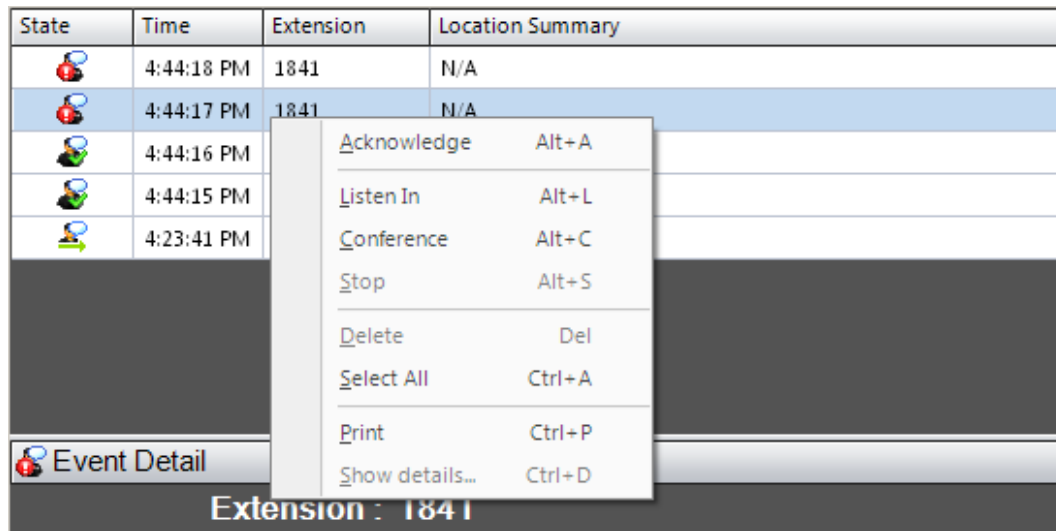 State Time Extension Location Summary
4:44:18 PM 1841 N/A
4:44:17 PM 1841 N/A
4:44:16 PM
4:44:15 PM
4:23:41 PM
Acknowledge Alt+A
Listen In Alt+L
Conference Alt+C
Stop Alt+S
Delete Del
Select All Ctrl+A
Print Ctrl+P
Show details... Ctrl+D
Event Detail
Extension : 1841